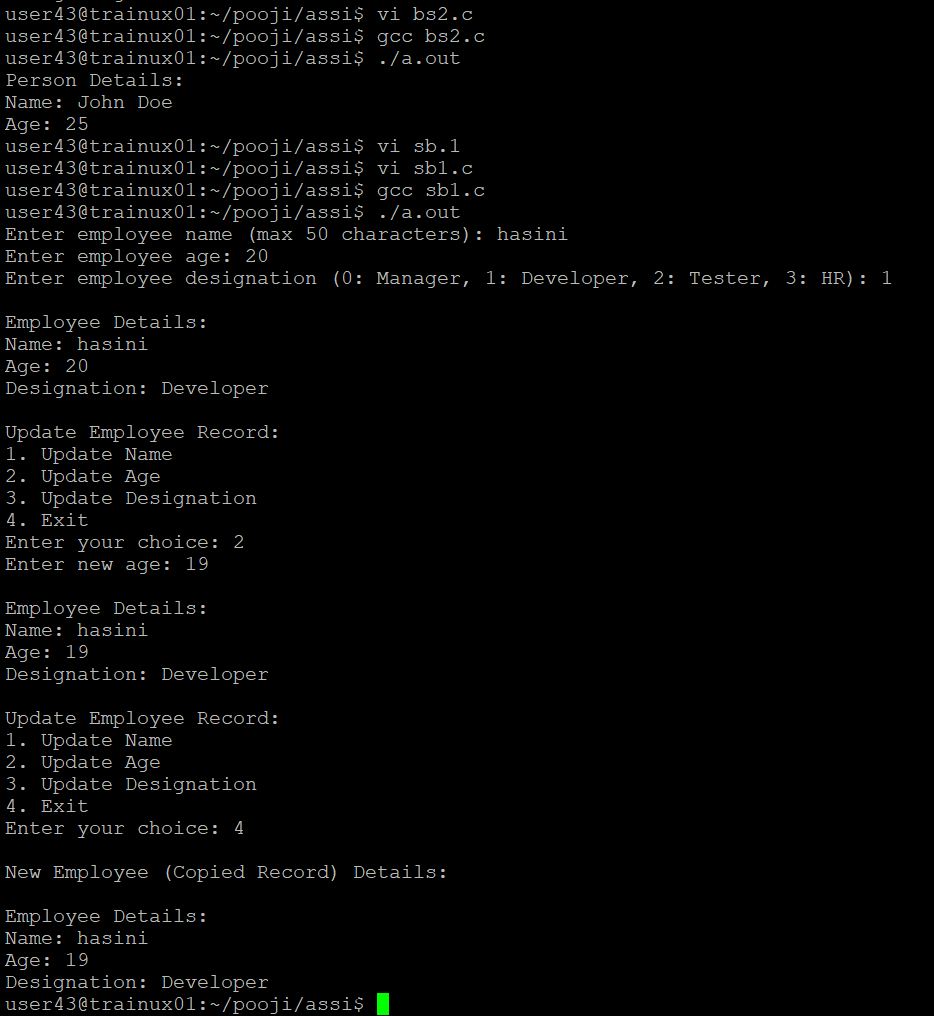 user43@trainux01:~/pooji/assi$ vi bs2.c
user43@trainux01:~/pooji/assi$ gcc bs2.c
user43@trainux01:~/pooji/assi$ ./a.out
Person Details:
Name: John Doe
Age: 25
user43@trainux01:~/pooji/assi$ vi sb.1
user43@trainux01:~/pooji/assi$ vi sb1.c
user43@trainux01:~/pooji/assi$ gcc sb1.c
user43@trainux01:~/pooji/assi$ ./a.out
Enter employee name (max 50 characters): hasini
Enter employee age: 20
Enter employee designation (0: Manager, 1: Developer, 2: Tester, 3: HR): 1

Employee Details:
Name: hasini
Age: 20
Designation: Developer

Update Employee Record:
1. Update Name
2. Update Age
3. Update Designation
4. Exit
Enter your choice: 2
Enter new age: 19

Employee Details:
Name: hasini
Age: 19
Designation: Developer

Update Employee Record:
1. Update Name
2. Update Age
3. Update Designation
4. Exit
Enter your choice: 4

New Employee (Copied Record) Details:

Employee Details:
Name: hasini
Age: 19
Designation: Developer
user43@trainux01:~/pooji/assi$